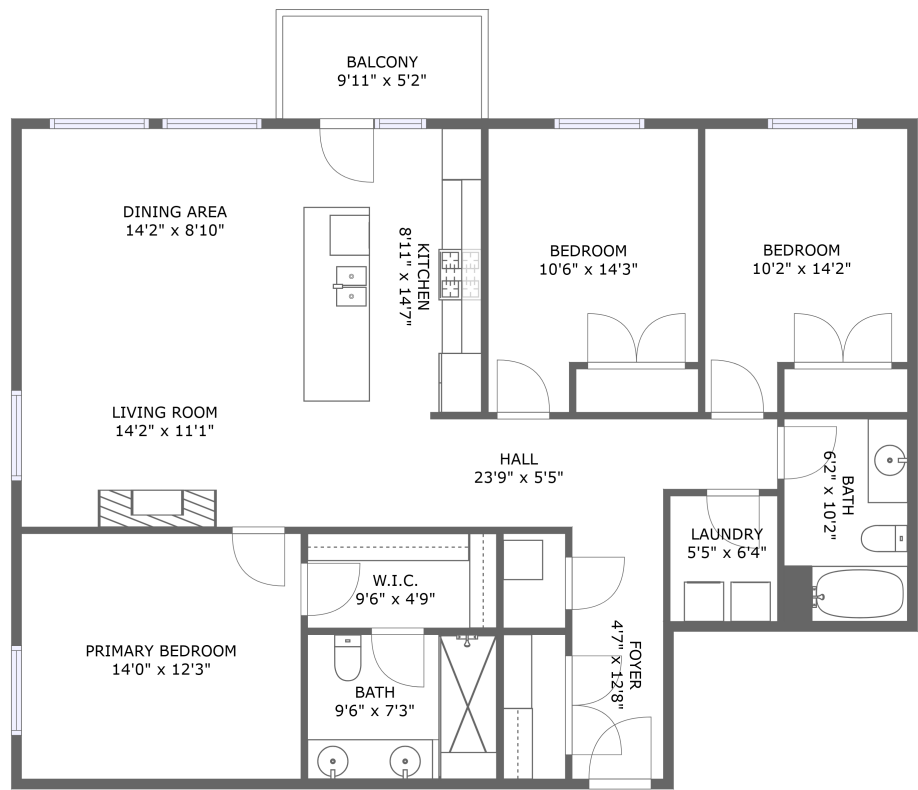 BALCONY
9'11" x 5'2"
DINING AREA
14'2" x 8'10"
KITCHEN
8'11" x 14'7"
BEDROOM
10'6" x 14'3"
BEDROOM
10'2" x 14'2"
LIVING ROOM
14'2" x 11'1"
HALL
23'9" x 5'5"
BATH
6'2" x 10'2"
LAUNDRY
5'5" x 6'4"
W.I.C.
9'6" x 4'9"
PRIMARY BEDROOM
14'0" x 12'3"
FOYER
4'7" x 12'8"
BATH
9'6" x 7'3"